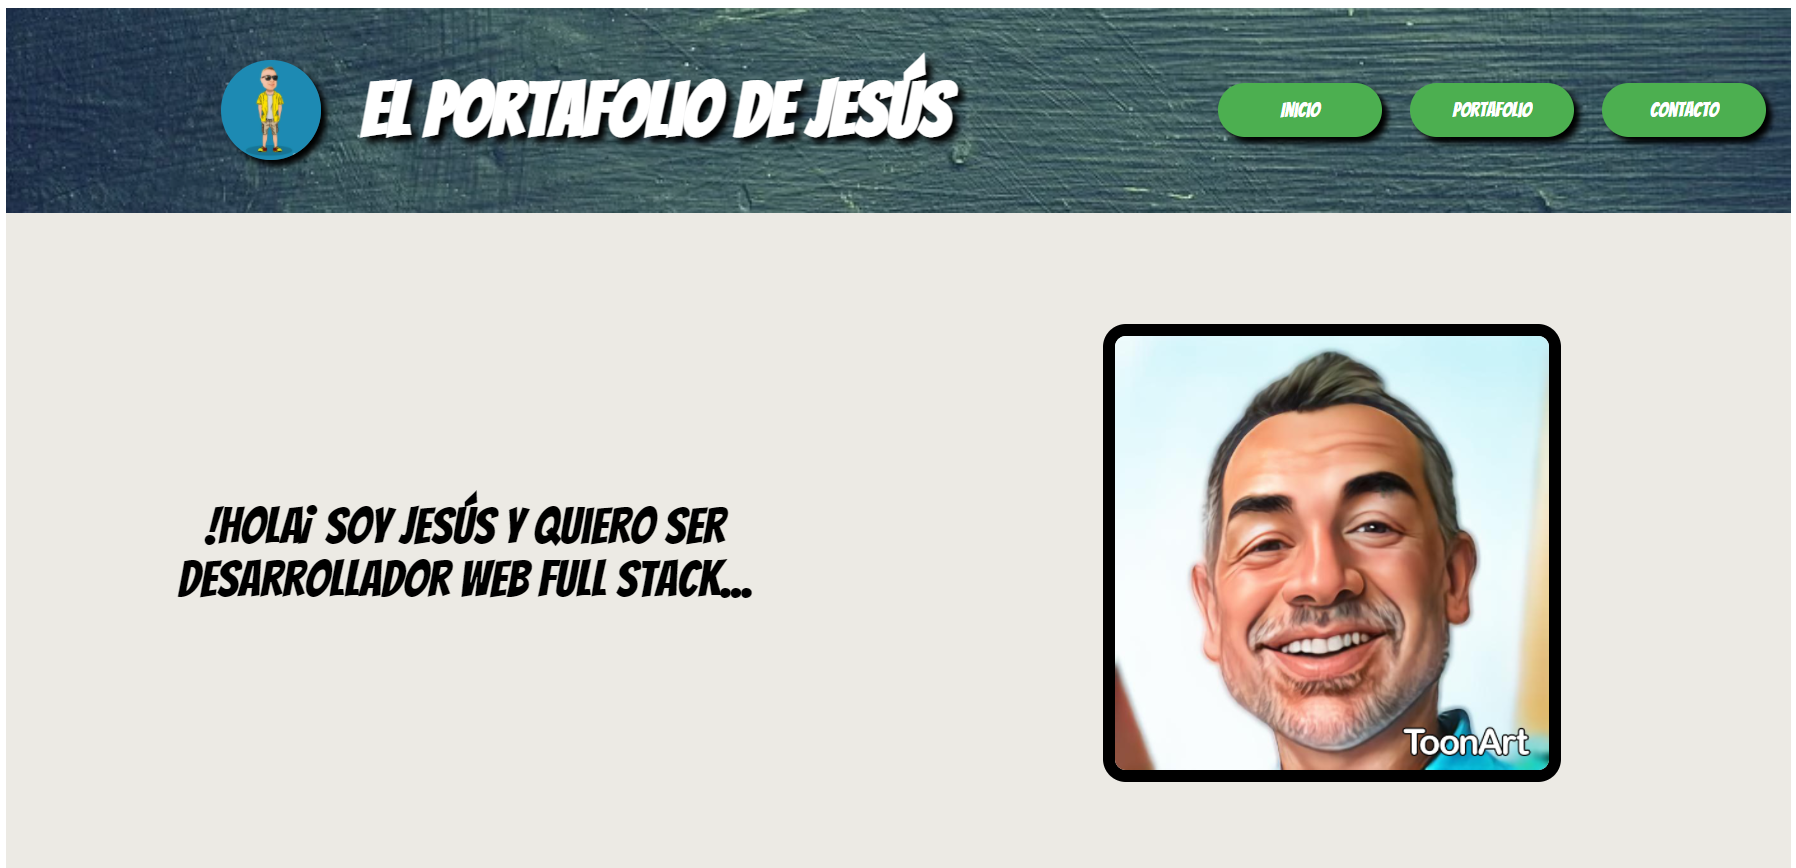 EL PORTAFOLIO DE JESÚS
INICIO
PORTAFOLIO
CONTACTO
!HOLA¡ SOY JESÚS Y QUIERO SER
DESARROLLADOR WEB FULL STACK...
ToonArt